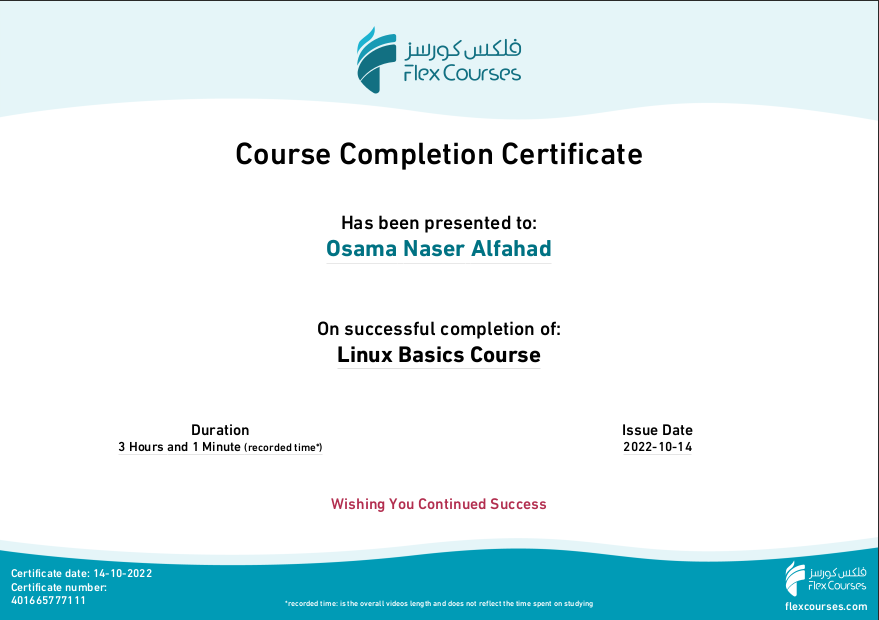 فلكس كورسز
Flex Courses
Course Completion Certificate
Has been presented to:
Osama Naser Alfahad
On successful completion of:
Linux Basics Course
Duration
3 Hours and 1 Minute (recorded time*)
Issue Date
2022-10-14
Wishing You Continued Success
Certificate date: 14-10-2022
Certificate number:
401665777111
*recorded time: is the overall videos length and does not reflect the time spent on studying
فلكس كورسز
Flex Courses
flexcourses.com